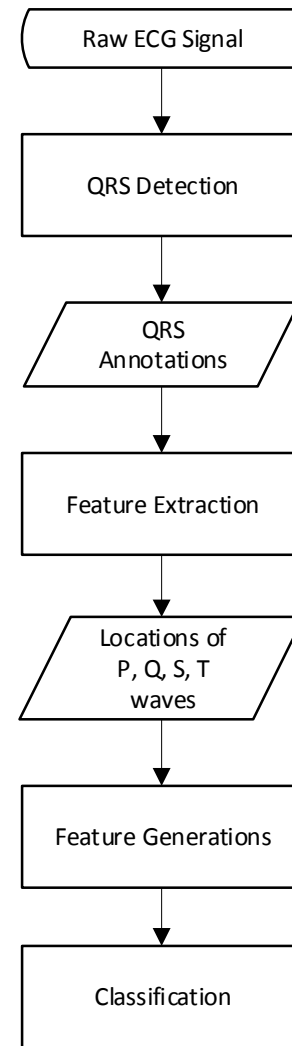 Raw ECG Signal
QRS Detection
QRS
Annotations
Feature Extraction
Locations of
P, Q, S, T
waves
Feature Generations
Classification